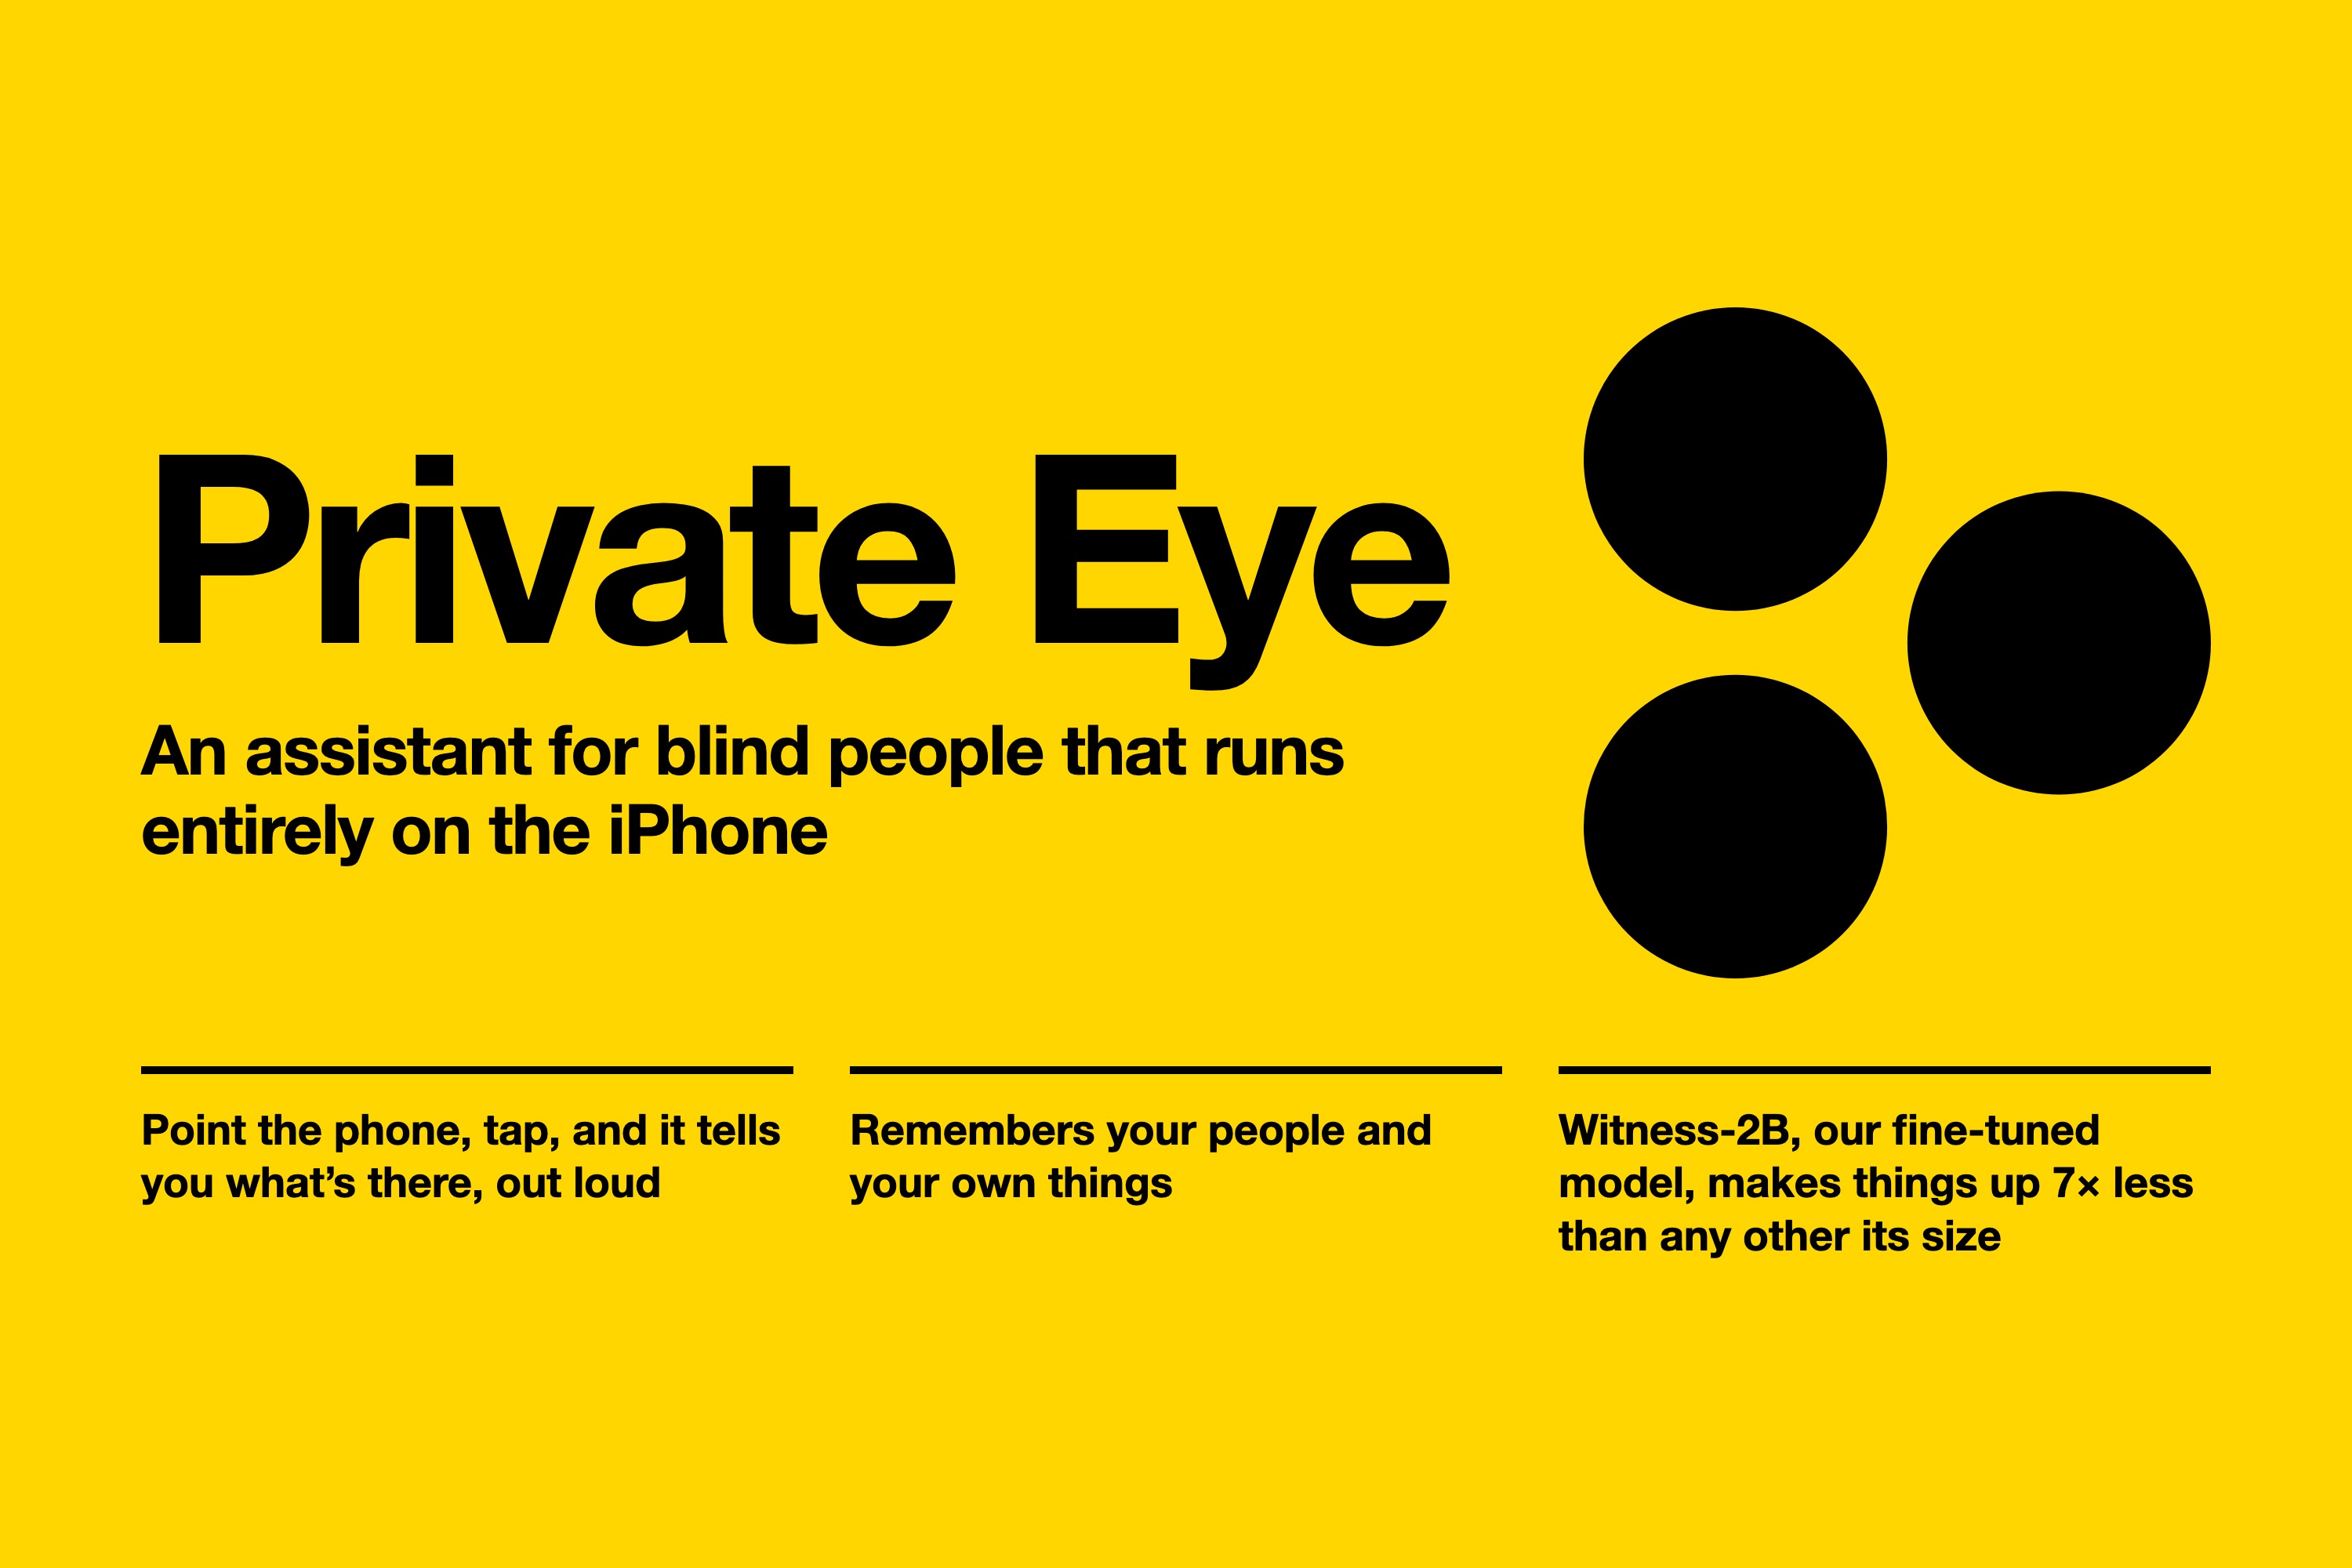 Private Eye
An assistant for blind people that runs
entirely on the iPhone
Point the phone, tap, and it tells
you what’s there, out loud
Remembers your people and
your own things
Witness-2B, our fine-tuned
model, makes things up 7× less
than any other its size